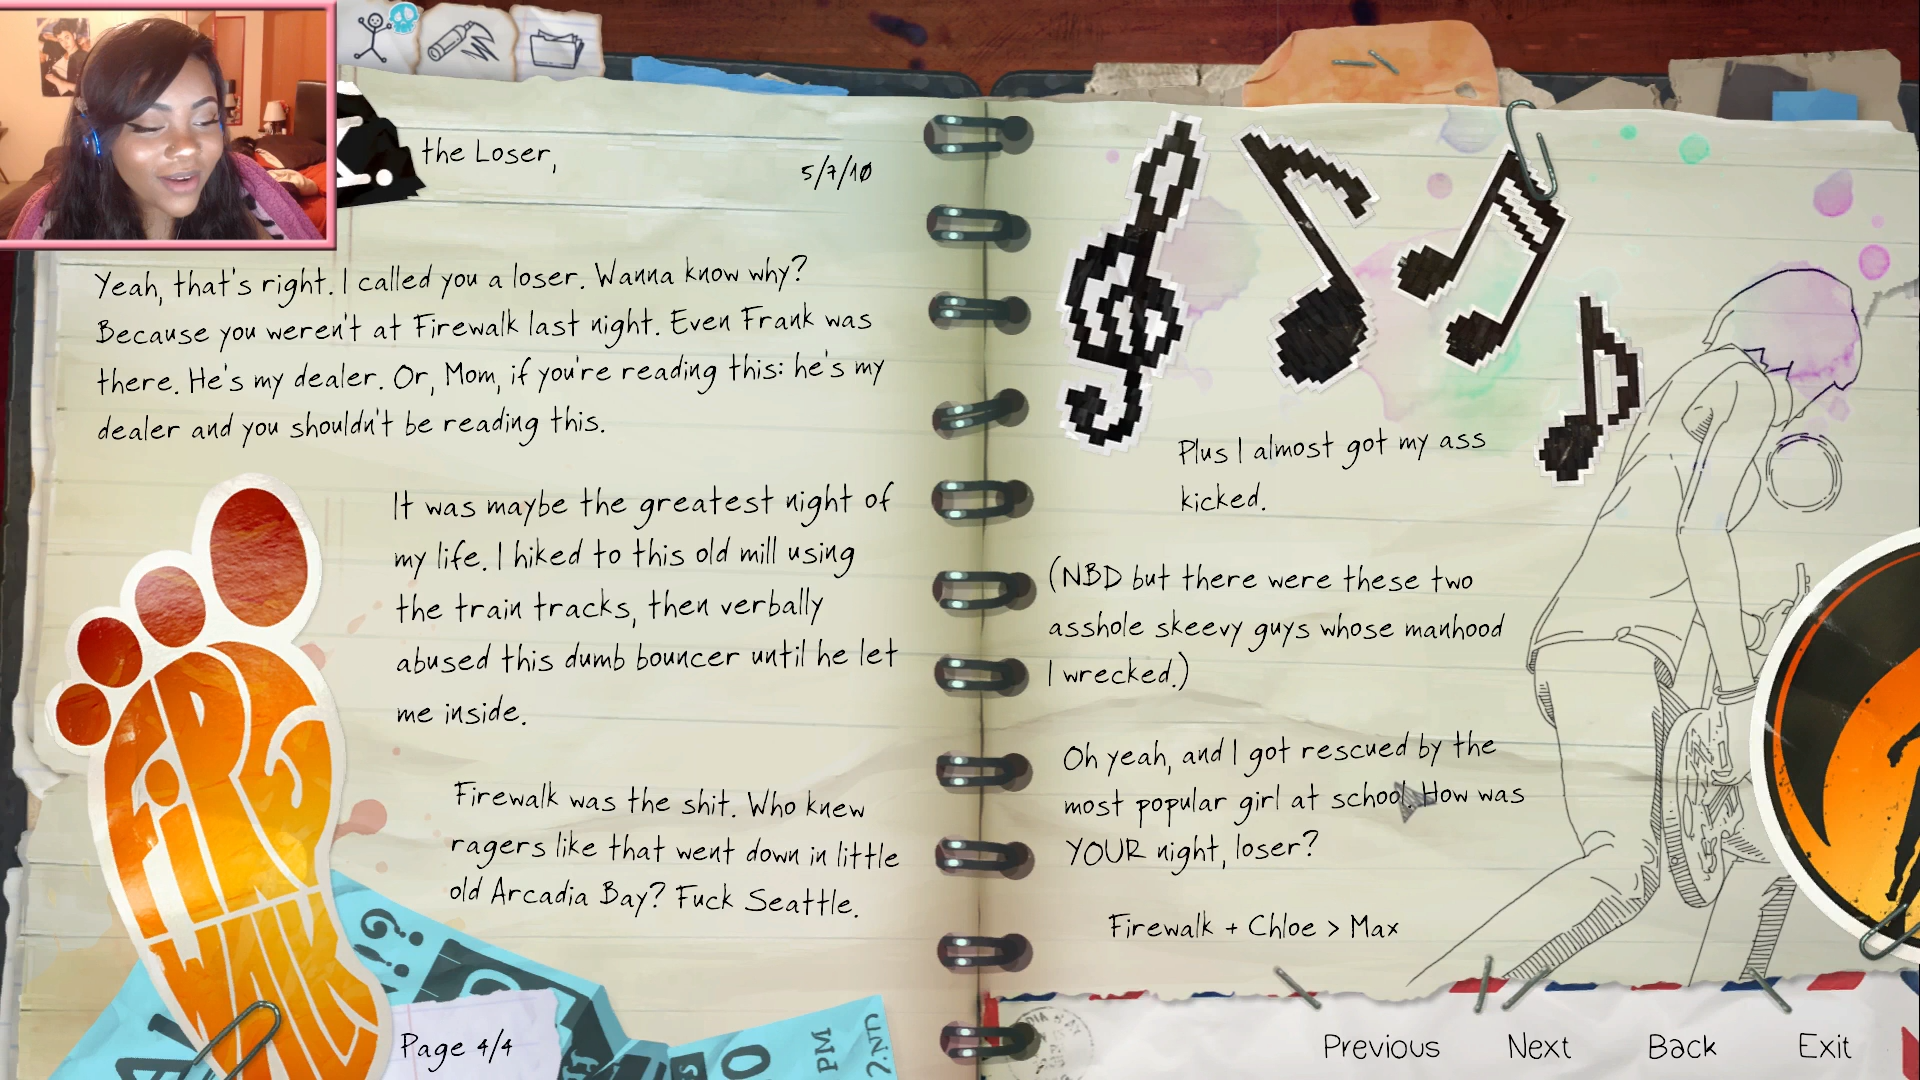 the Loser,
5/7/10
Yeah, that's right. I called you a loser. Wanna know why?
Because you weren't at Firewalk last night. Even Frank was
there. He's my dealer. Or, Mom, if you're reading this: he's my
dealer and you shouldn't be reading this.
It was maybe the greatest night of
my life. I hiked to this old mill using
the train tracks, then verbally
abused this dumb bouncer until he let
me inside.
Firewalk was the shit. Who knew
ragers like that went down in little
old Arcadia Bay? Fuck Seattle.
FIRE
WALK
PM
Page 4/4
Plus I almost got my ass
kicked.
(NBD but there were these two
asshole skeevy guys whose manhood
I wrecked.)
Oh yeah, and I got rescued by the
most popular girl at school. How was
YOUR night, loser?
Firewalk + Chloe > Max
Previous Next Back Exit